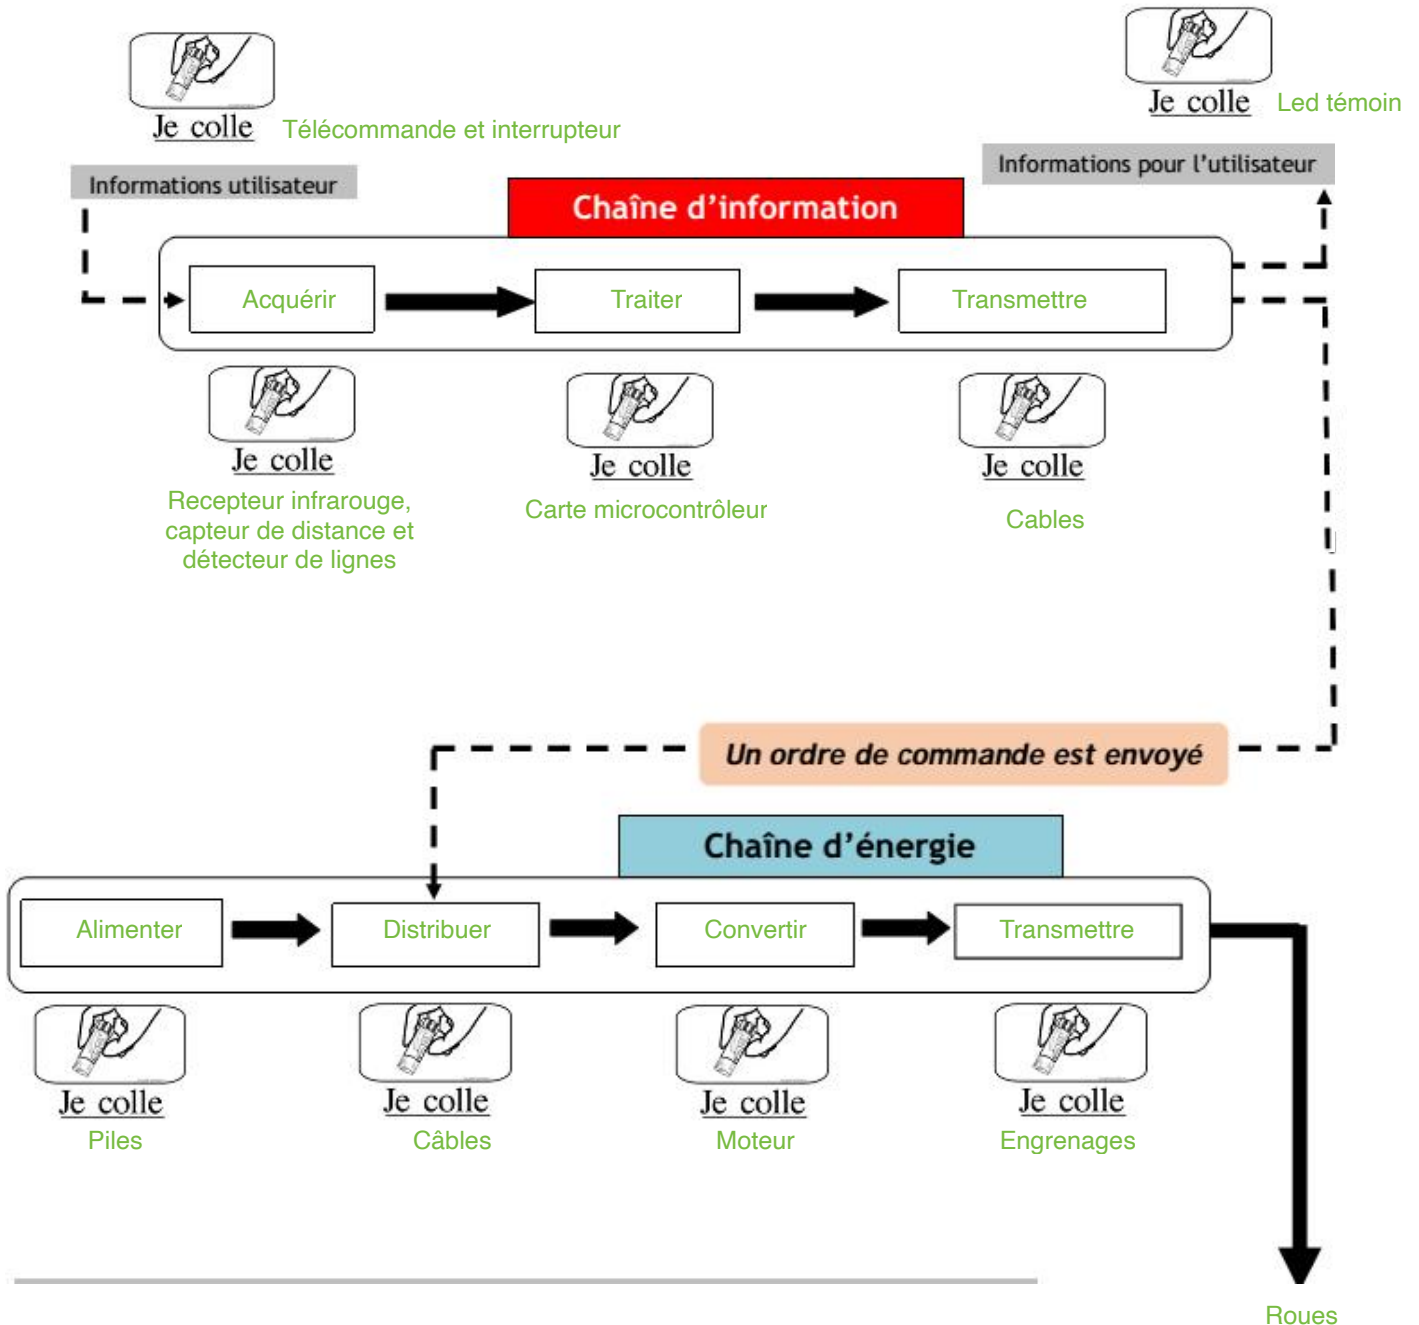 Je colle
Led témoin
Je colle
Télécommande et interrupteur
Informations pour l'utilisateur
Informations utilisateur
Chaîne d'information
Acquérir
Traiter
Transmettre
Je colle
Je colle
Je colle
Recepteur infrarouge,
capteur de distance et
détecteur de lignes
Carte microcontrôleur
Cables
Un ordre de commande est envoyé
Chaîne d'énergie
Alimenter
Distribuer
Convertir
Transmettre
Je colle
Je colle
Je colle
Je colle
Piles
Câbles
Moteur
Engrenages
Roues